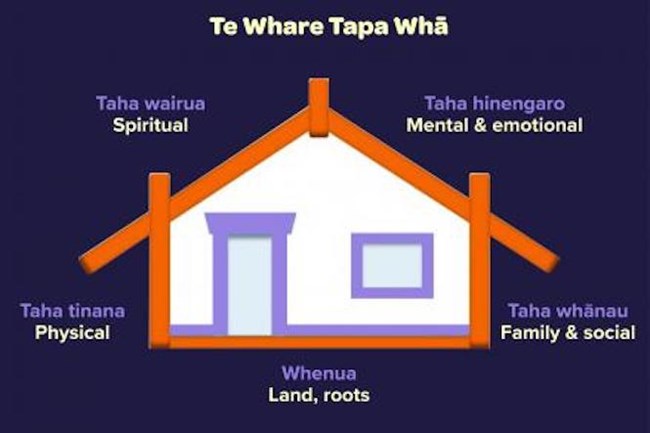 Te Whare Tapa Whā
Taha wairua
Spiritual
Taha hinengaro
Mental & emotional
Taha tinana
Physical
Taha whānau
Family & social
Whenua
Land, roots